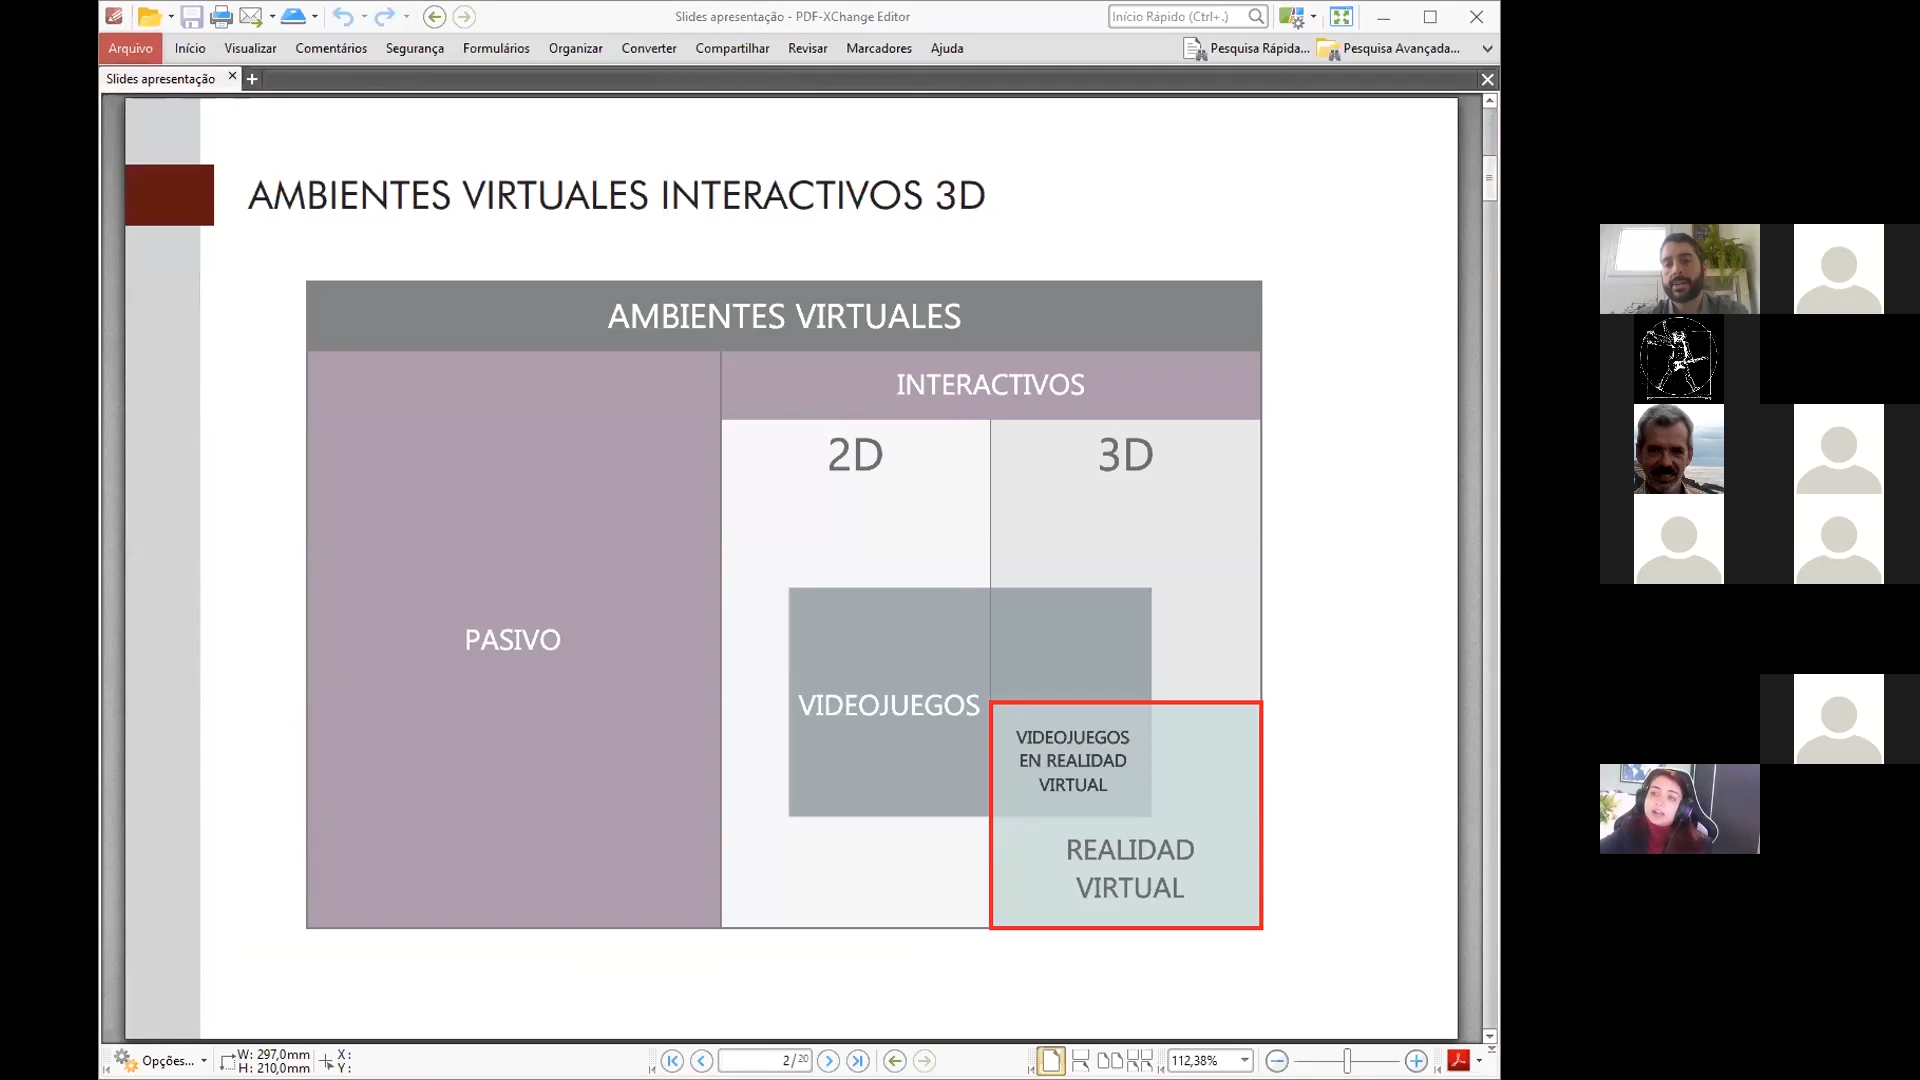 Slides apresentação - PDF-XChange Editor
Início Rápido (Ctrl+.)
Arquivo Início Visualizar Comentários Segurança Formulários Organizar Converter Compartilhar Revisar Marcadores Ajuda
Pesquisa Rápida... Pesquisa Avançada...
Slides apresentação
AMBIENTES VIRTUALES INTERACTIVOS 3D
AMBIENTES VIRTUALES
INTERACTIVOS
2D 3D
PASIVO
VIDEOJUEGOS
VIDEOJUEGOS
EN REALIDAD
VIRTUAL
REALIDAD
VIRTUAL
Opções...
W: 297,0mm
H: 210,0mm
X:
Y:
2 / 20
112,38%